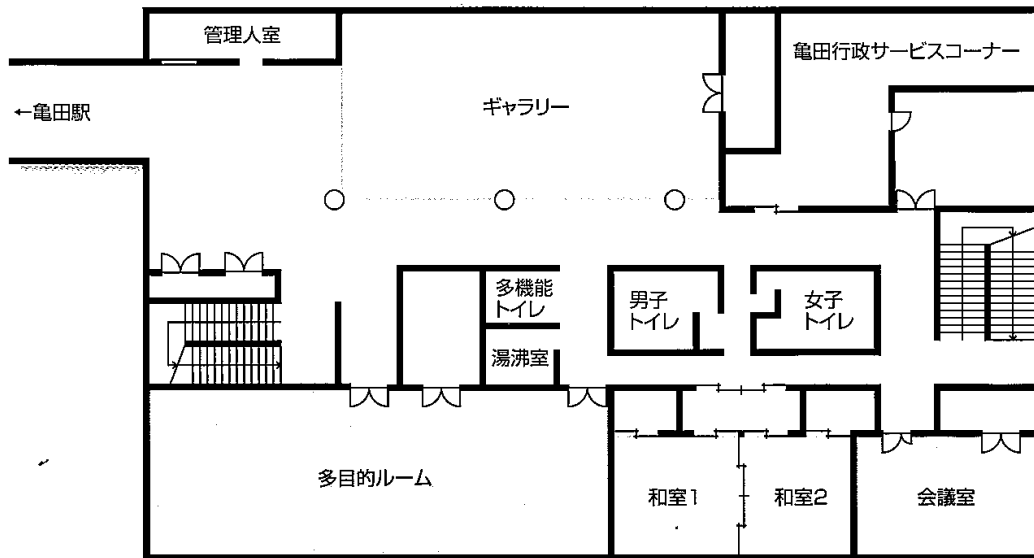 管理人室
亀田行政サービスコーナー
←亀田駅
ギャラリー
多機能
トイレ
男子
トイレ
女子
トイレ
湯沸室
多目的ルーム
和室1
和室2
会議室